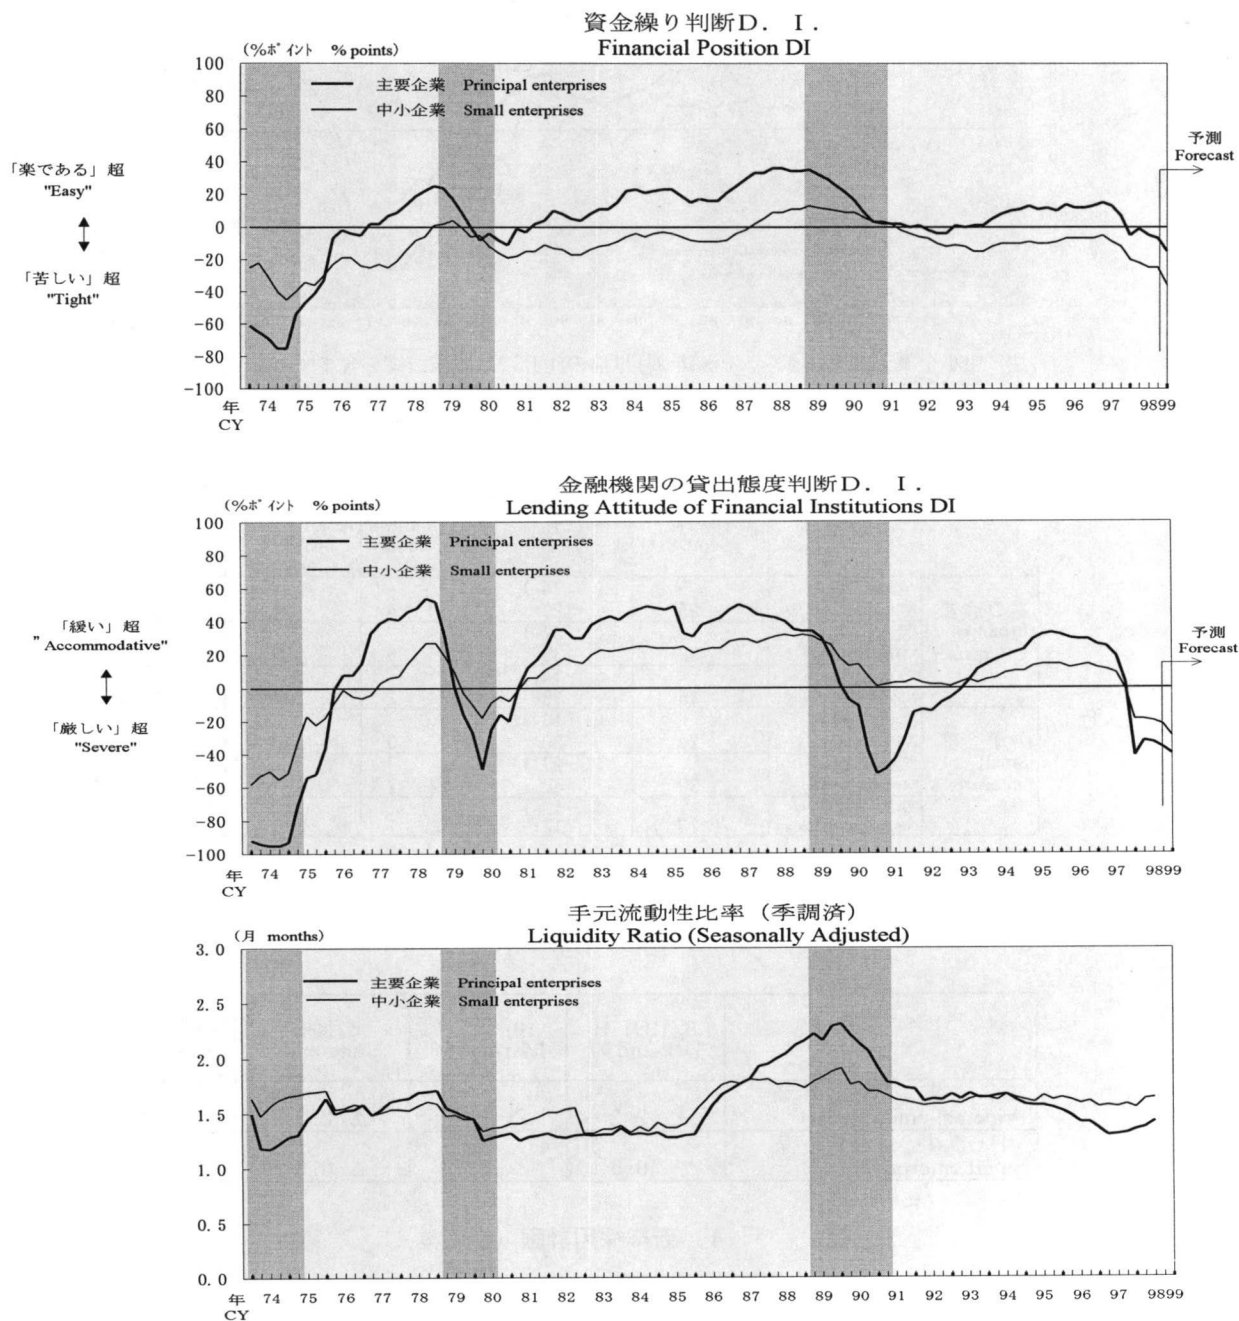 資金繰り判断D. I.
(%ﾎﾟｲﾝﾄ % points)
Financial Position DI
100
主要企業 Principal enterprises
80
中小企業 Small enterprises
60
予測
Forecast
40
「楽である」超
"Easy"
20
0
-20
「苦しい」超
"Tight"
-40
-60
-80
-100
年 74 75 76 77 78 79 80 81 82 83 84 85 86 87 88 89 90 91 92 93 94 95 96 97 9899
CY
金融機関の貸出態度判断D. I.
(%ﾎﾟｲﾝﾄ % points)
Lending Attitude of Financial Institutions DI
100
主要企業 Principal enterprises
80
中小企業 Small enterprises
60
40
「緩い」超
" Accommodative"
予測
Forecast
20
0
-20
「厳しい」超
"Severe"
-40
-60
-80
-100
年 74 75 76 77 78 79 80 81 82 83 84 85 86 87 88 89 90 91 92 93 94 95 96 97 9899
CY
手元流動性比率（季調済）
(月 months)
Liquidity Ratio (Seasonally Adjusted)
3.0
主要企業 Principal enterprises
中小企業 Small enterprises
2.5
2.0
1.5
1.0
0.5
0.0
年 74 75 76 77 78 79 80 81 82 83 84 85 86 87 88 89 90 91 92 93 94 95 96 97 9899
CY